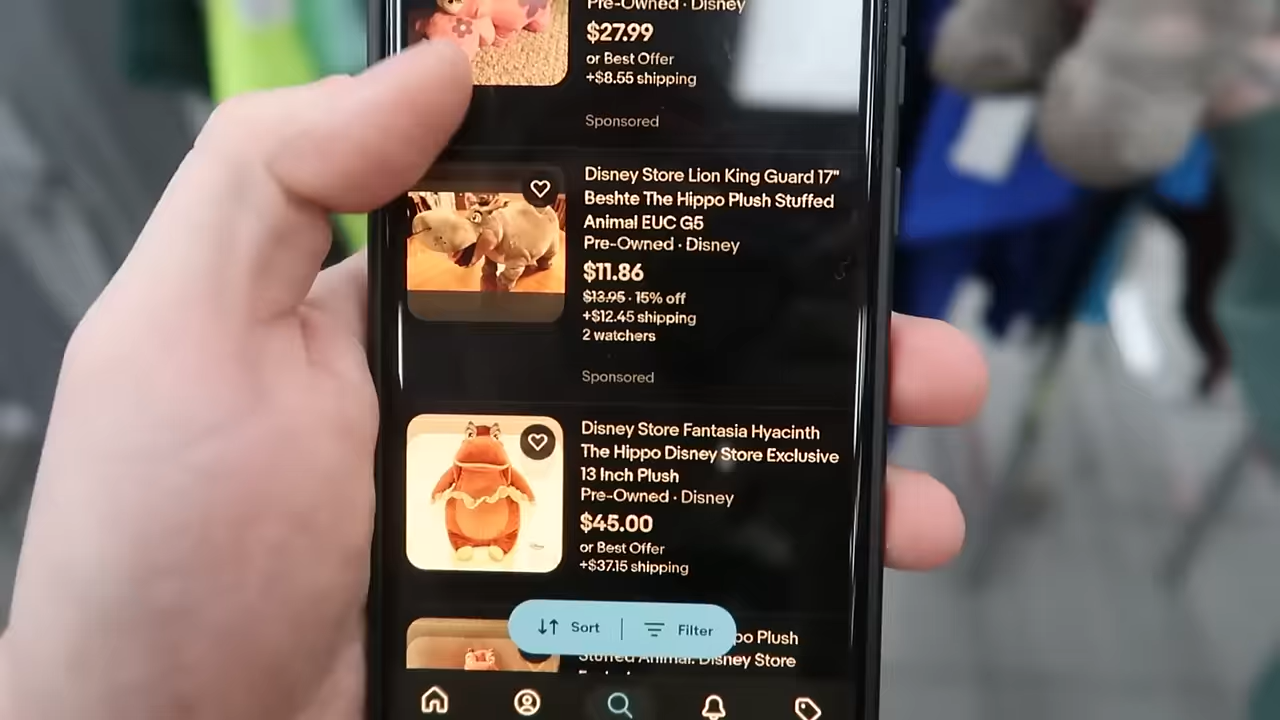 Pre-Owned · Disney
$27.99
or Best Offer
+$8.55 shipping
Sponsored
Disney Store Lion King Guard 17"
Beshte The Hippo Plush Stuffed
Animal EUC G5
Pre-Owned · Disney
$11.86
$13.95 · 15% off
+$12.45 shipping
2 watchers
Sponsored
Disney Store Fantasia Hyacinth
The Hippo Disney Store Exclusive
13 Inch Plush
Pre-Owned · Disney
$45.00
or Best Offer
+$37.15 shipping
Sort
Filter
po Plush
Stuffed Animal. Disney Store